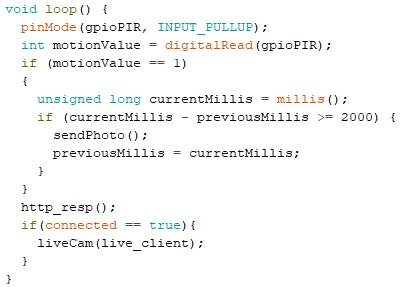 void loop() {
  pinMode(gpioPIR, INPUT_PULLUP);
  int motionValue = digitalRead(gpioPIR);
  if (motionValue == 1)
  {
    unsigned long currentMillis = millis();
    if (currentMillis - previousMillis >= 2000) {
      sendPhoto();
      previousMillis = currentMillis;
    }
  }
  http_resp();
  if(connected == true){
    liveCam(live_client);
  }
}